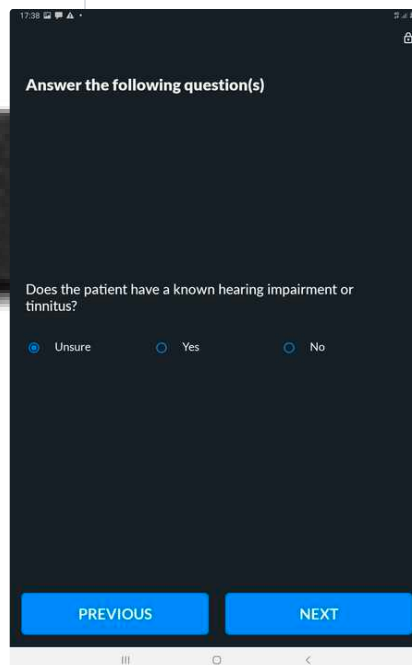 17:38
Answer the following question(s)
Does the patient have a known hearing impairment or
tinnitus?
Unsure Yes No
PREVIOUS NEXT